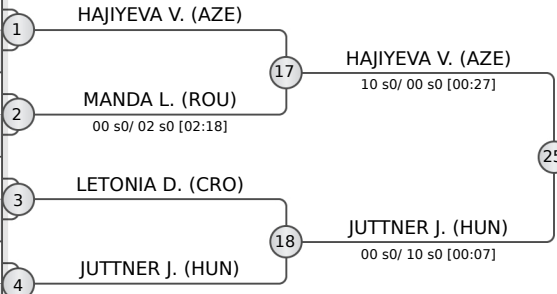 HAJIYEVA V. (AZE)
1
17
HAJIYEVA V. (AZE)
10 s0/ 00 s0 [00:27]
MANDA L. (ROU)
2
00 s0/ 02 s0 [02:18]
25
LETONIA D. (CRO)
3
18
JUTTNER J. (HUN)
00 s0/ 10 s0 [00:07]
JUTTNER J. (HUN)
4